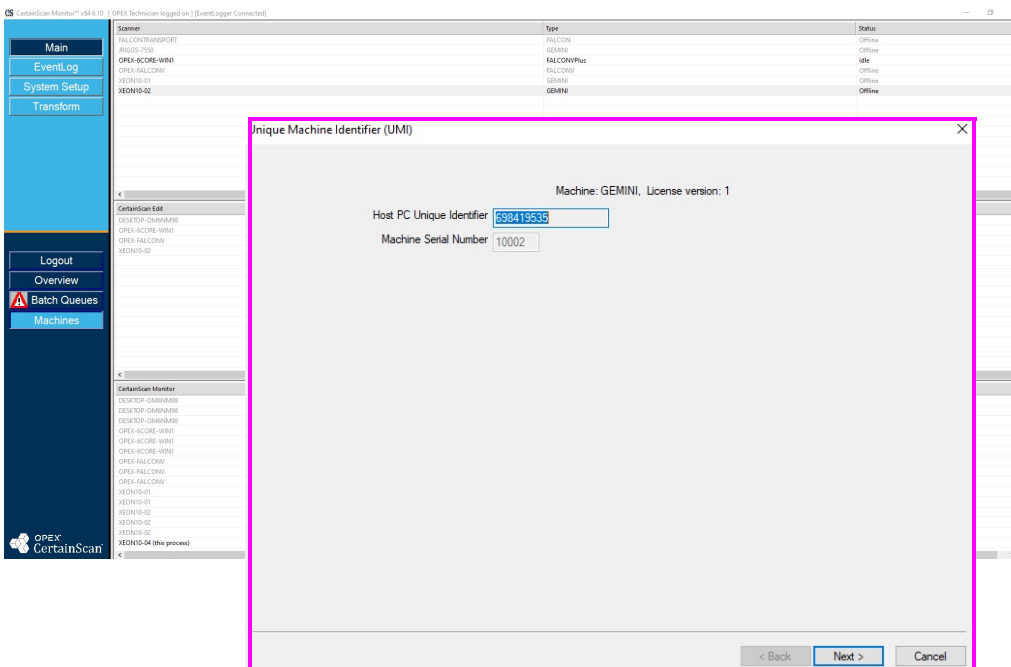 CS CertainScan Monitor™ x64 6.10 | OPEX Technician logged on | [EventLogger Connected]
Main
EventLog
System Setup
Transform
Logout
Overview
Batch Queues
Machines
OPEX
CertainScan
Scanner Type Status
FALCONTRANSPORT FALCON Offline
JRIGGS-7550 GEMINI Offline
OPEX-6CORE-WIN1 FALCONVPlus Idle
OPEX-FALCONV FALCONV Offline
XEON10-01 GEMINI Offline
XEON10-02 GEMINI Offline
CertainScan Edit
DESKTOP-OM6NM98
OPEX-6CORE-WIN1
OPEX-FALCONV
XEON10-02
CertainScan Monitor
DESKTOP-OM6NM98
DESKTOP-OM6NM98
DESKTOP-OM6NM98
OPEX-6CORE-WIN1
OPEX-6CORE-WIN1
OPEX-6CORE-WIN1
OPEX-FALCONV
OPEX-FALCONV
OPEX-FALCONV
XEON10-01
XEON10-01
XEON10-02
XEON10-02
XEON10-02
XEON10-04 (this process)
Unique Machine Identifier (UMI)
Machine: GEMINI, License version: 1
Host PC Unique Identifier 698419535
Machine Serial Number 10002
< Back Next > Cancel